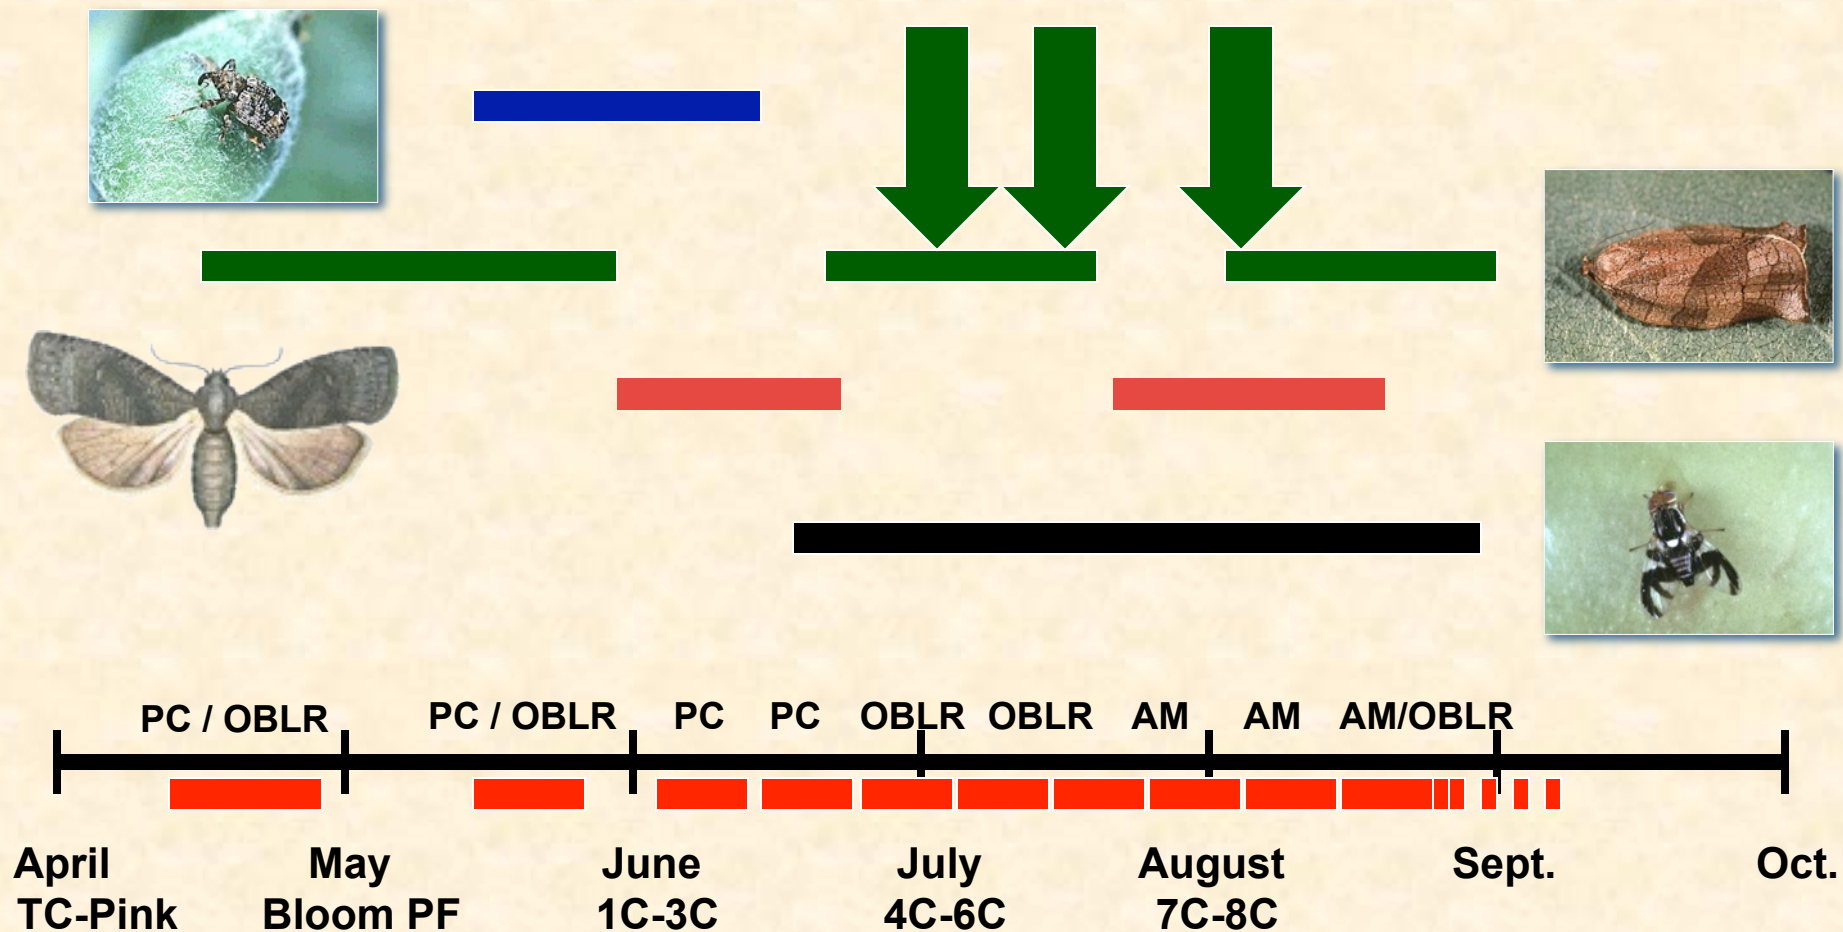 PC / OBLR PC / OBLR PC PC OBLR OBLR AM AM AM/OBLR
April May June July August Sept. Oct.
TC-Pink Bloom PF 1C-3C 4C-6C 7C-8C